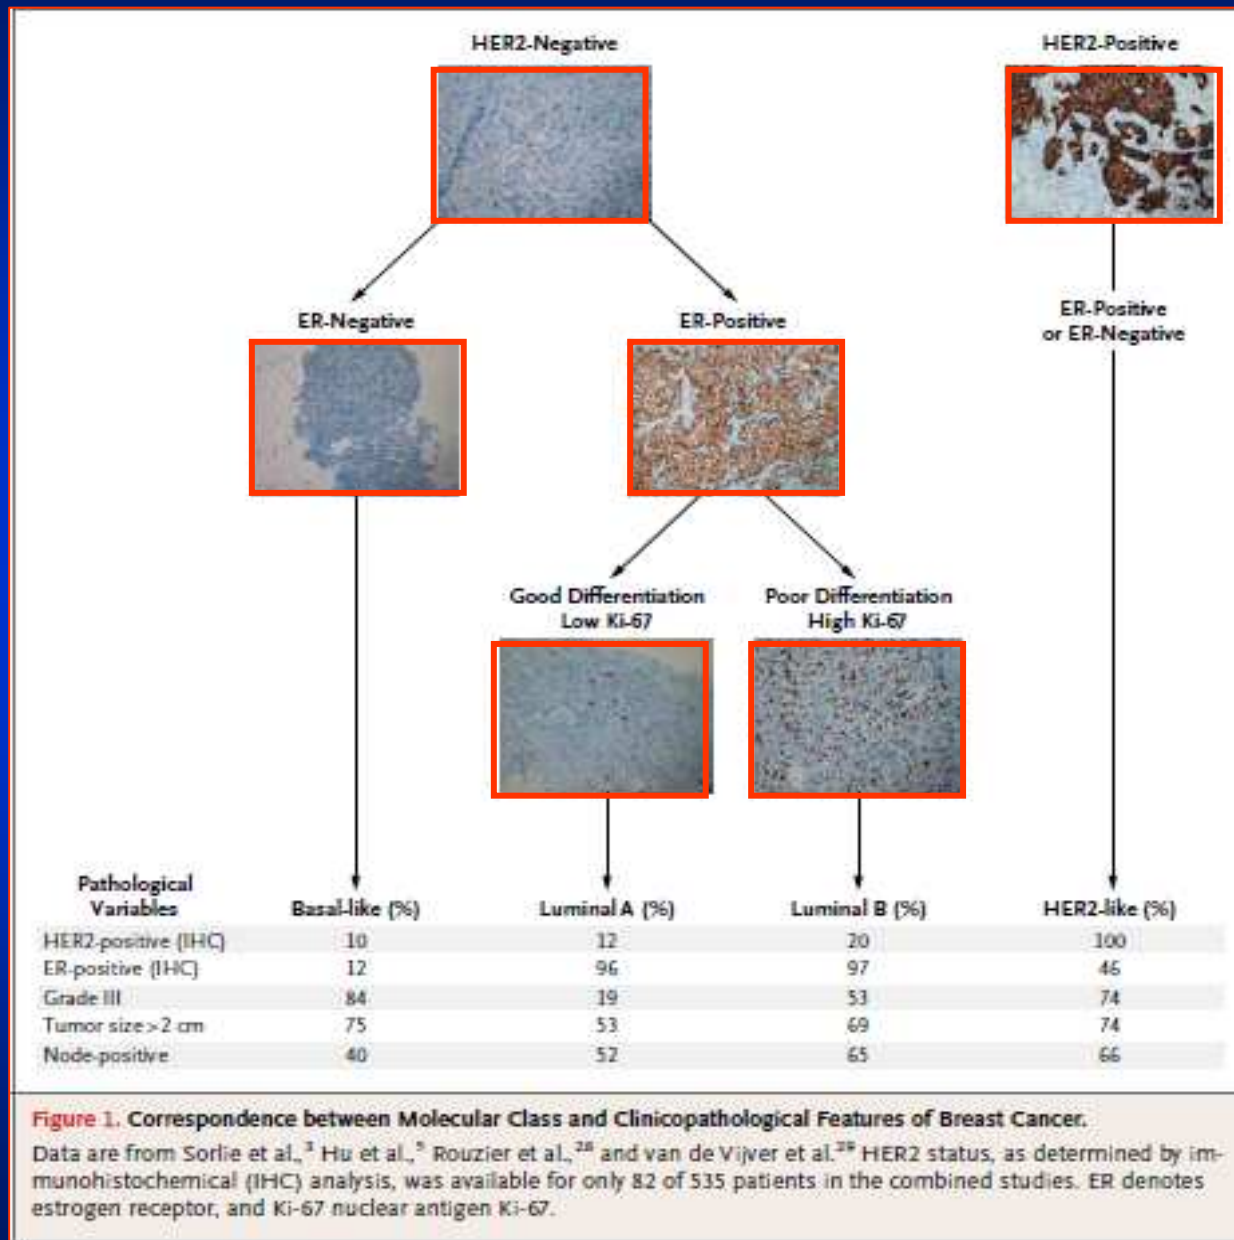 HER2-Negative
HER2-Positive
ER-Negative
ER-Positive
ER-Positive
or ER-Negative
Good Differentiation
Low Ki-67
Poor Differentiation
High Ki-67
Pathological
Variables
Basal-like (%)
Luminal A (%)
Luminal B (%)
HER2-like (%)
HER2-positive (IHC) 10 12 20 100
ER-positive (IHC) 12 96 97 46
Grade III 84 19 53 74
Tumor size >2 cm 75 53 69 74
Node-positive 40 52 65 66
Figure 1. Correspondence between Molecular Class and Clinicopathological Features of Breast Cancer.
Data are from Sorlie et al.,³ Hu et al.,⁵ Rouzier et al.,²⁸ and van de Vijver et al.²⁹ HER2 status, as determined by im-
munohistochemical (IHC) analysis, was available for only 82 of 535 patients in the combined studies. ER denotes
estrogen receptor, and Ki-67 nuclear antigen Ki-67.